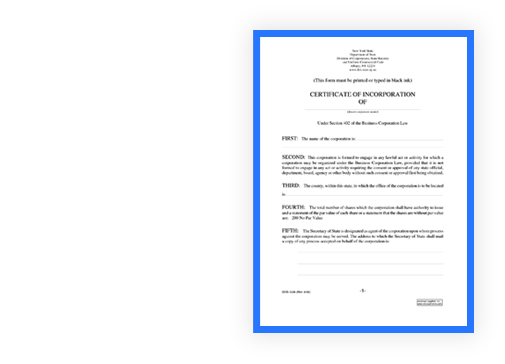 New York State
Department of State
Division of Corporations, State Records
and Uniform Commercial Code
Albany, NY 12231
(This form must be printed or typed in black ink)
CERTIFICATE OF INCORPORATION
OF
Under Section 402 of the Business Corporation Law
FIRST: The name of the corporation is:
SECOND: This corporation is formed to engage in any lawful act or activity for which a
corporation may be organized under the Business Corporation Law, provided that it is not
formed to engage in any act or activity requiring the consent or approval of any state official,
department, board, agency or other body without such consent or approval first being obtained.
THIRD: The county, within this state, in which the office of the corporation is to be located
is
FOURTH: The total number of shares which the corporation shall have authority to issue
and a statement of the par value of each share or a statement that the shares are without par value
are: 200 No Par Value
FIFTH: The Secretary of State is designated as agent of the corporation upon whom process
against the corporation may be served. The address to which the Secretary of State shall mail
a copy of any process accepted on behalf of the corporation is:
-1-